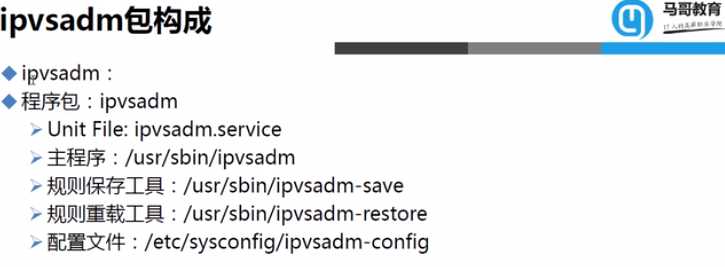 ipvsadm包构成
马哥教育
IT人的高薪职业学院
ipvsadm：
程序包：ipvsadm
Unit File: ipvsadm.service
主程序：/usr/sbin/ipvsadm
规则保存工具：/usr/sbin/ipvsadm-save
规则重载工具：/usr/sbin/ipvsadm-restore
配置文件：/etc/sysconfig/ipvsadm-config